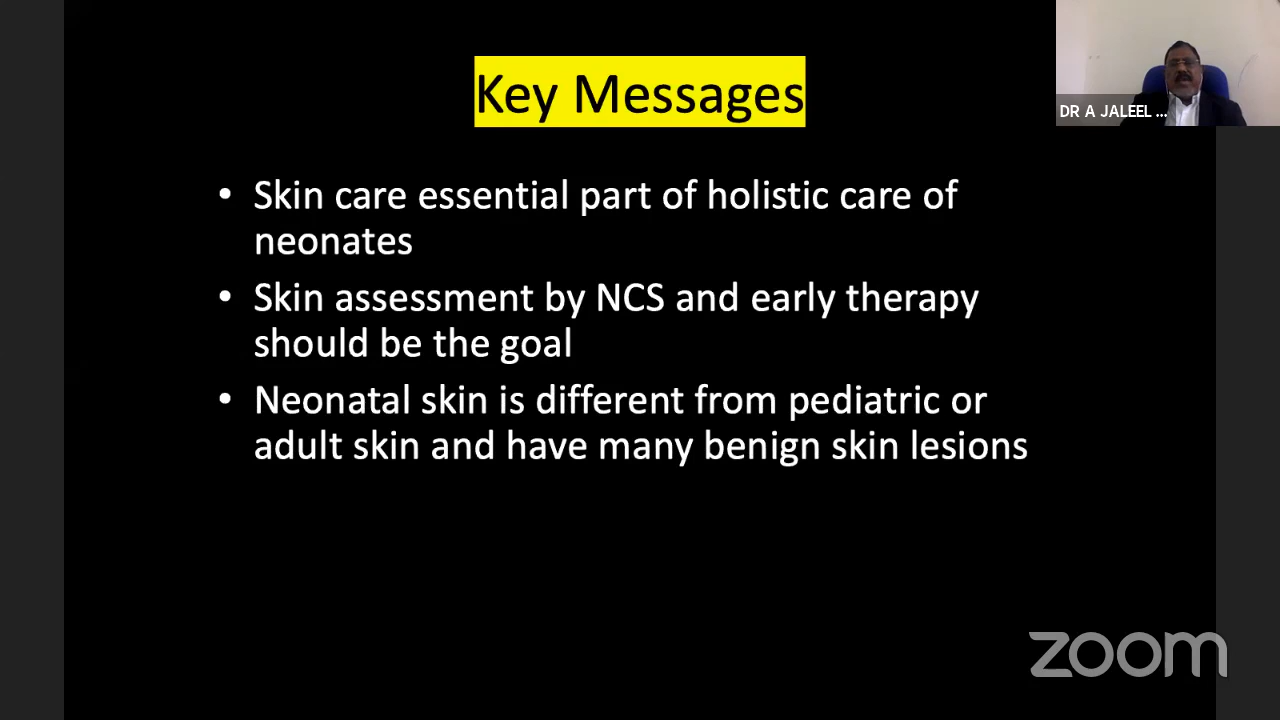 Key Messages
DR A JALEEL ...
• Skin care essential part of holistic care of
neonates
• Skin assessment by NCS and early therapy
should be the goal
• Neonatal skin is different from pediatric or
adult skin and have many benign skin lesions
zoom